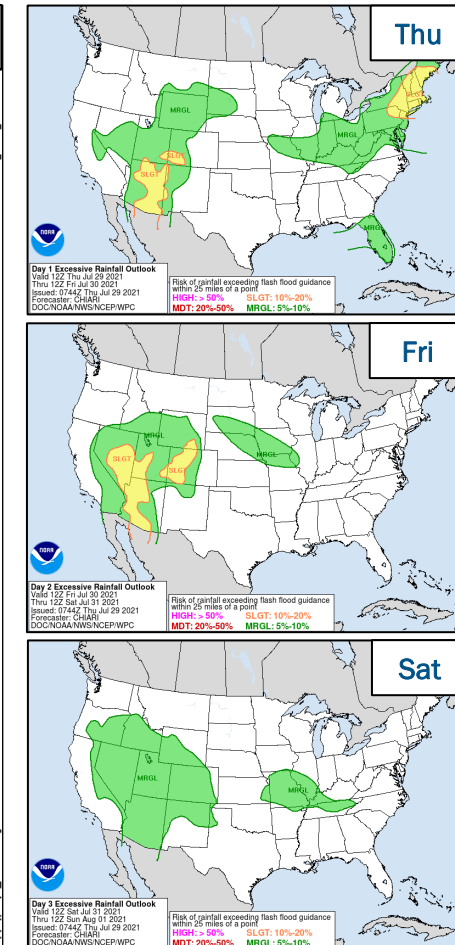 Thu
MRGL
SLGT
SLGT
MRGL
SLGT
MRGL
NOAA
Day 1 Excessive Rainfall Outlook
Valid 12Z Thu Jul 29 2021
Thru 12Z Fri Jul 30 2021
Issued: 0744Z Thu Jul 29 2021
Forecaster: CHIARI
DOC/NOAA/NWS/NCEP/WPC
Risk of rainfall exceeding flash flood guidance
within 25 miles of a point
HIGH: > 50% SLGT: 10%-20%
MDT: 20%-50% MRGL: 5%-10%
Fri
MRGL
SLGT
SLGT
MRGL
NOAA
Day 2 Excessive Rainfall Outlook
Valid 12Z Fri Jul 30 2021
Thru 12Z Sat Jul 31 2021
Issued: 0744Z Thu Jul 29 2021
Forecaster: CHIARI
DOC/NOAA/NWS/NCEP/WPC
Risk of rainfall exceeding flash flood guidance
within 25 miles of a point
HIGH: > 50% SLGT: 10%-20%
MDT: 20%-50% MRGL: 5%-10%
Sat
MRGL
MRGL
NOAA
Day 3 Excessive Rainfall Outlook
Valid 12Z Sat Jul 31 2021
Thru 12Z Sun Aug 01 2021
Issued: 0744Z Thu Jul 29 2021
Forecaster: CHIARI
DOC/NOAA/NWS/NCEP/WPC
Risk of rainfall exceeding flash flood guidance
within 25 miles of a point
HIGH: > 50% SLGT: 10%-20%
MDT: 20%-50% MRGL: 5%-10%